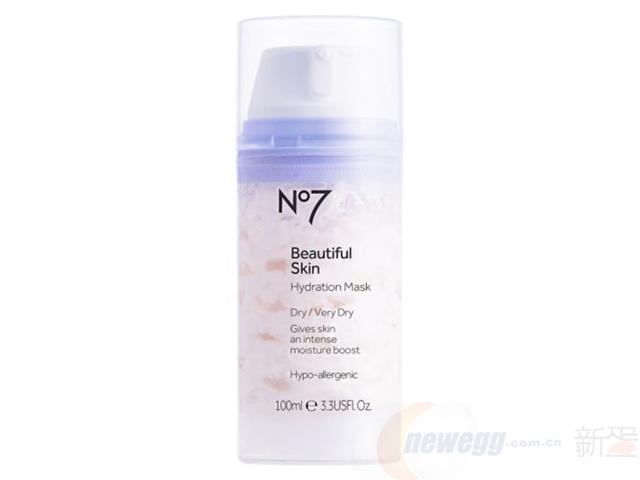 No7
Beautiful
Skin
Hydration Mask
Dry / Very Dry
Gives skin
an intense
moisture boost
Hypo-allergenic
100ml ℮ 3.3USFl.Oz.
newegg.com.cn 新蛋